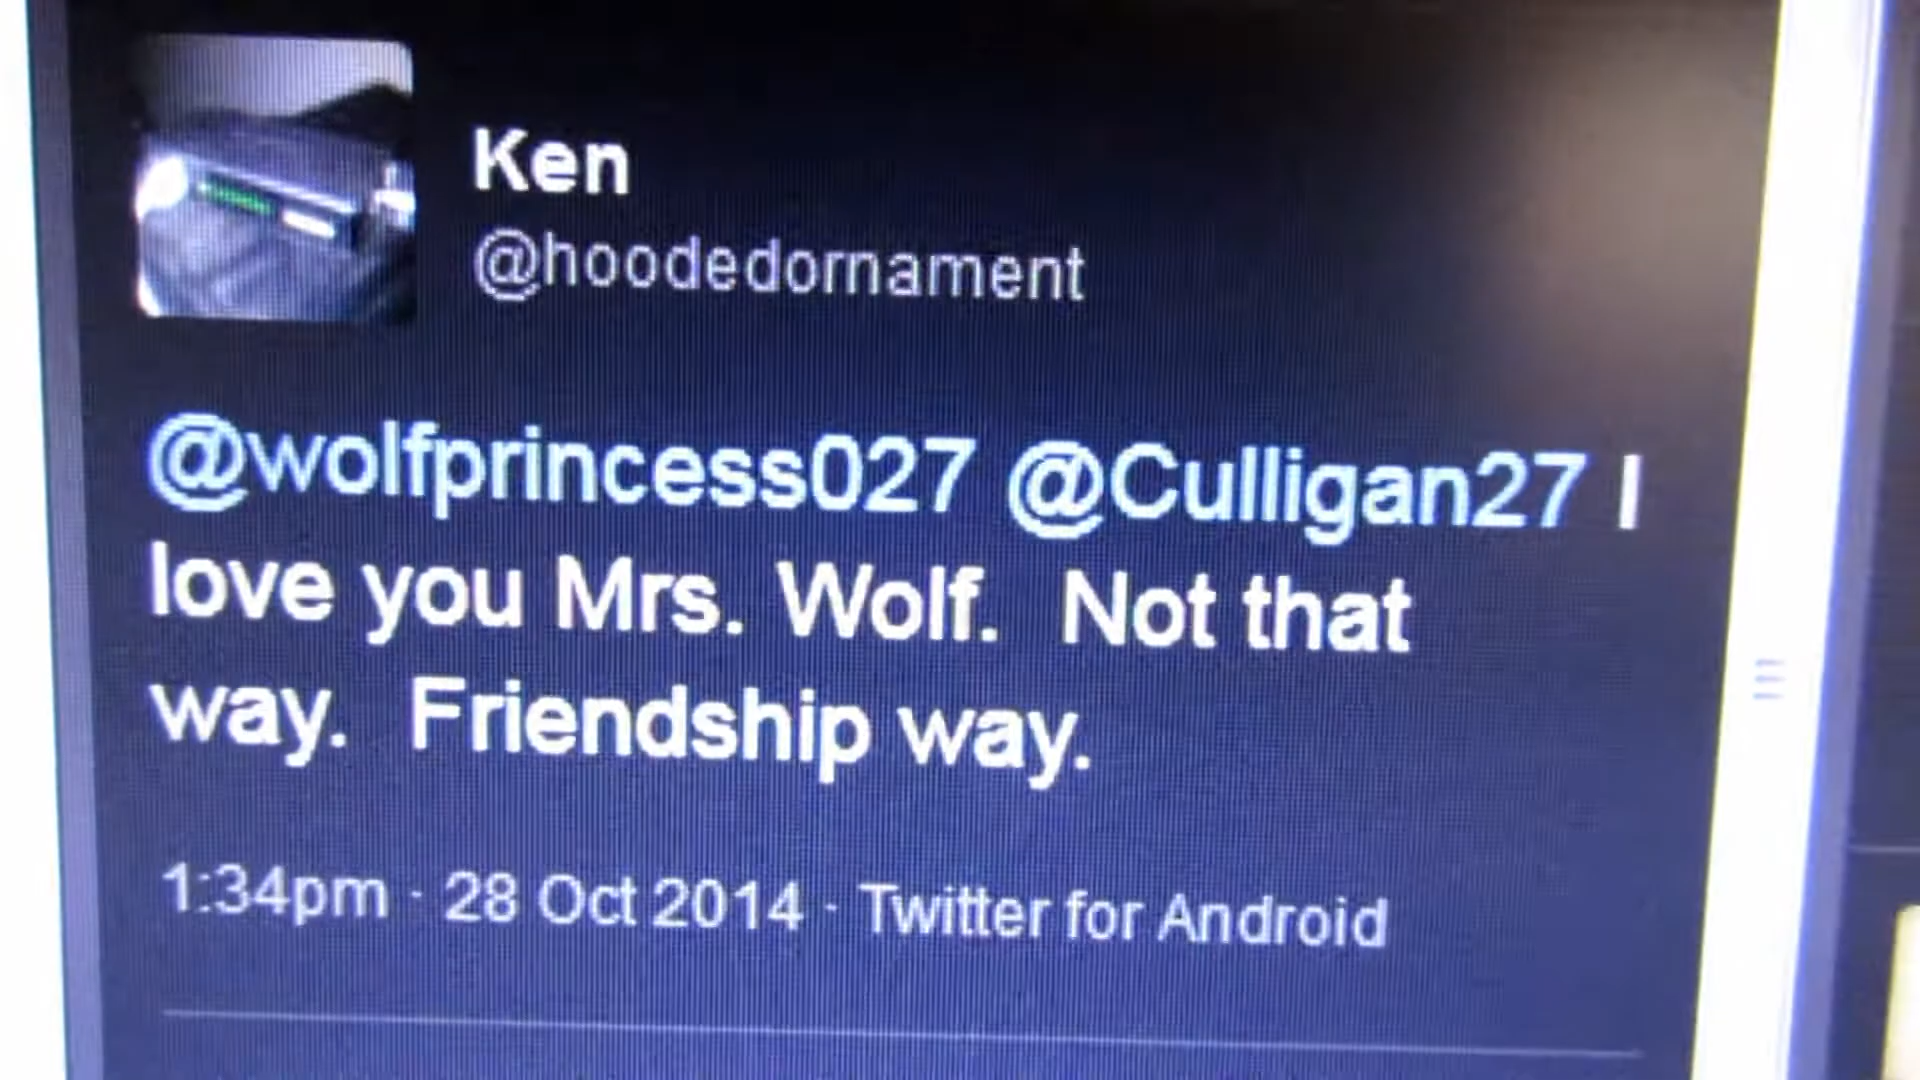 Ken
@hoodedornament
@wolfprincess027 @Culligan27 I
love you Mrs. Wolf.  Not that
way.  Friendship way.
1:34pm · 28 Oct 2014 · Twitter for Android